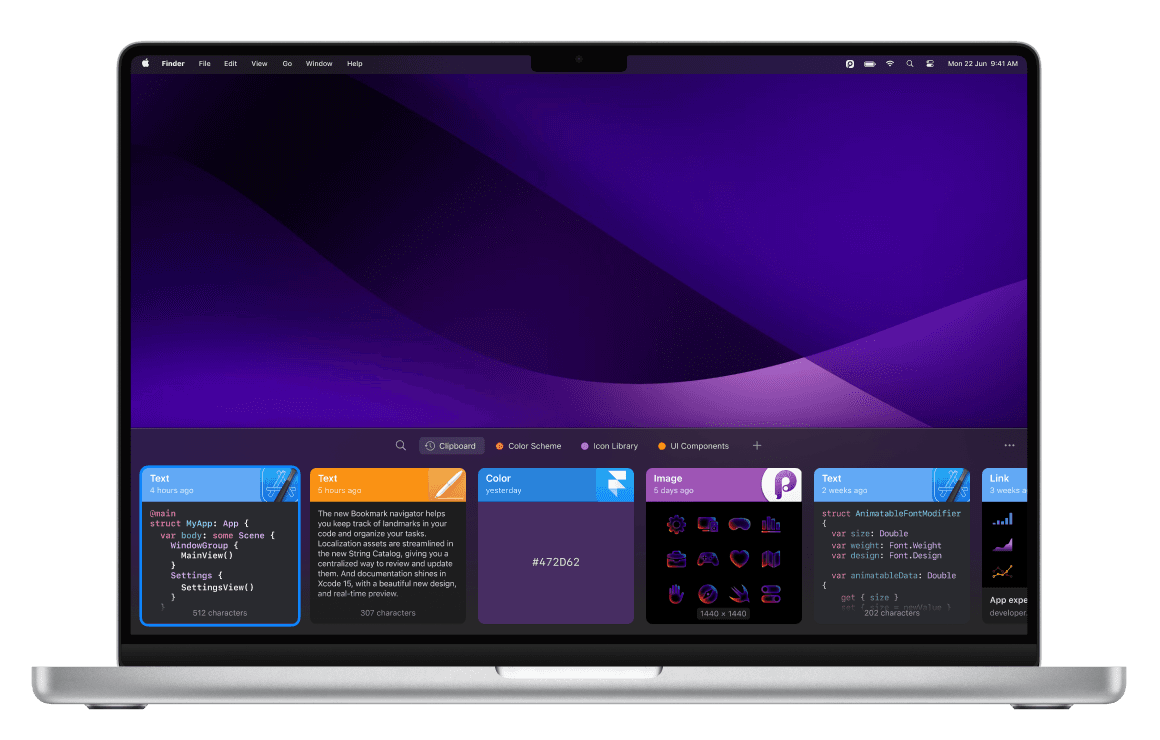 Finder File Edit View Go Window Help
Mon 22 Jun 9:41 AM
Clipboard
Color Scheme
Icon Library
UI Components
Text
4 hours ago
@main
struct MyApp: App {
var body: some Scene {
WindowGroup {
MainView()
}
Settings {
SettingsView()
}
}
512 characters
Text
5 hours ago
The new Bookmark navigator helps
you keep track of landmarks in your
code and organize your tasks.
Localization assets are streamlined in
the new String Catalog, giving you a
centralized way to review and update
them. And documentation shines in
Xcode 15, with a beautiful new design,
and real-time preview.
307 characters
Color
yesterday
#472D62
Image
5 days ago
1440 × 1440
Text
2 weeks ago
struct AnimatableFontModifier
{
var size: Double
var weight: Font.Weight
var design: Font.Design
var animatableData: Double
{
get { size }
set { size = newValue }
202 characters
Link
3 weeks a
App expe
developer.